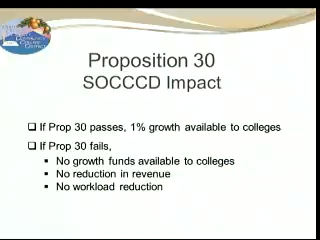 Proposition 30
SOCCCD Impact
If Prop 30 passes, 1% growth available to colleges
If Prop 30 fails,
No growth funds available to colleges
No reduction in revenue
No workload reduction